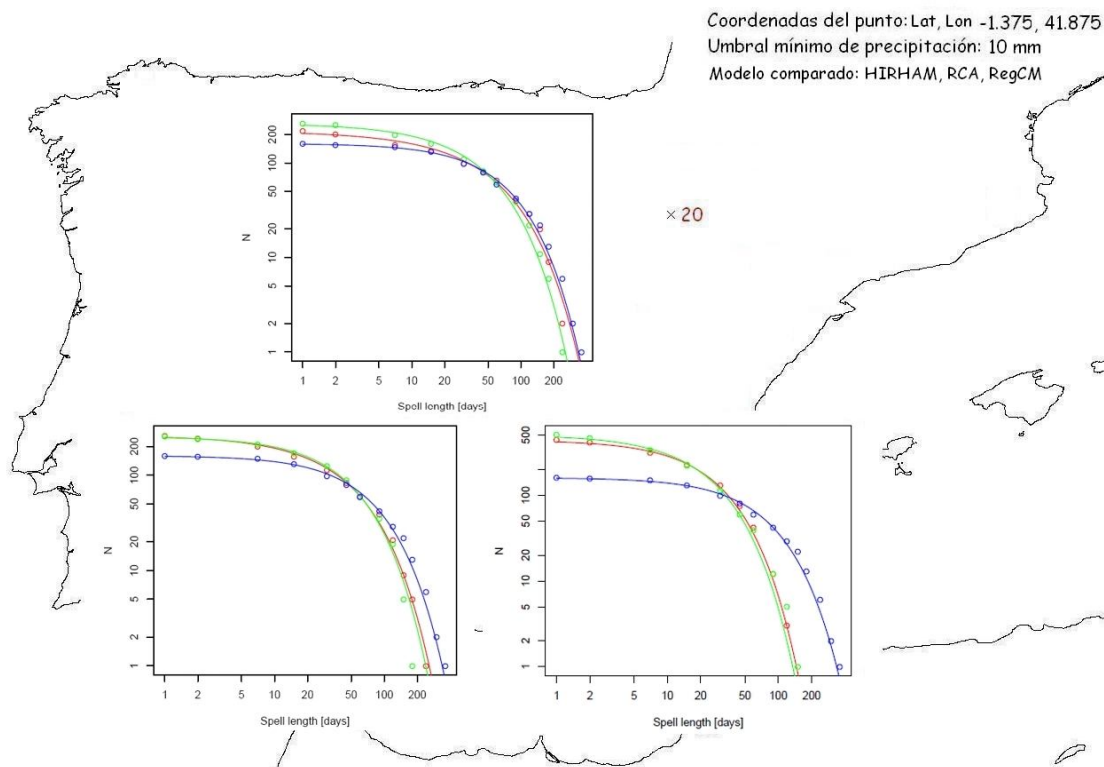 Coordenadas del punto: Lat, Lon -1.375, 41.875
Umbral mínimo de precipitación: 10 mm
Modelo comparado: HIRHAM, RCA, RegCM
× 20
200
100
50
20
10
5
2
1
N
1 2 5 10 20 50 100 200
Spell length [days]
200
100
50
20
10
5
2
1
N
1 2 5 10 20 50 100 200
Spell length [days]
500
100
50
20
10
5
2
1
N
1 2 5 10 20 50 100 200
Spell length [days]